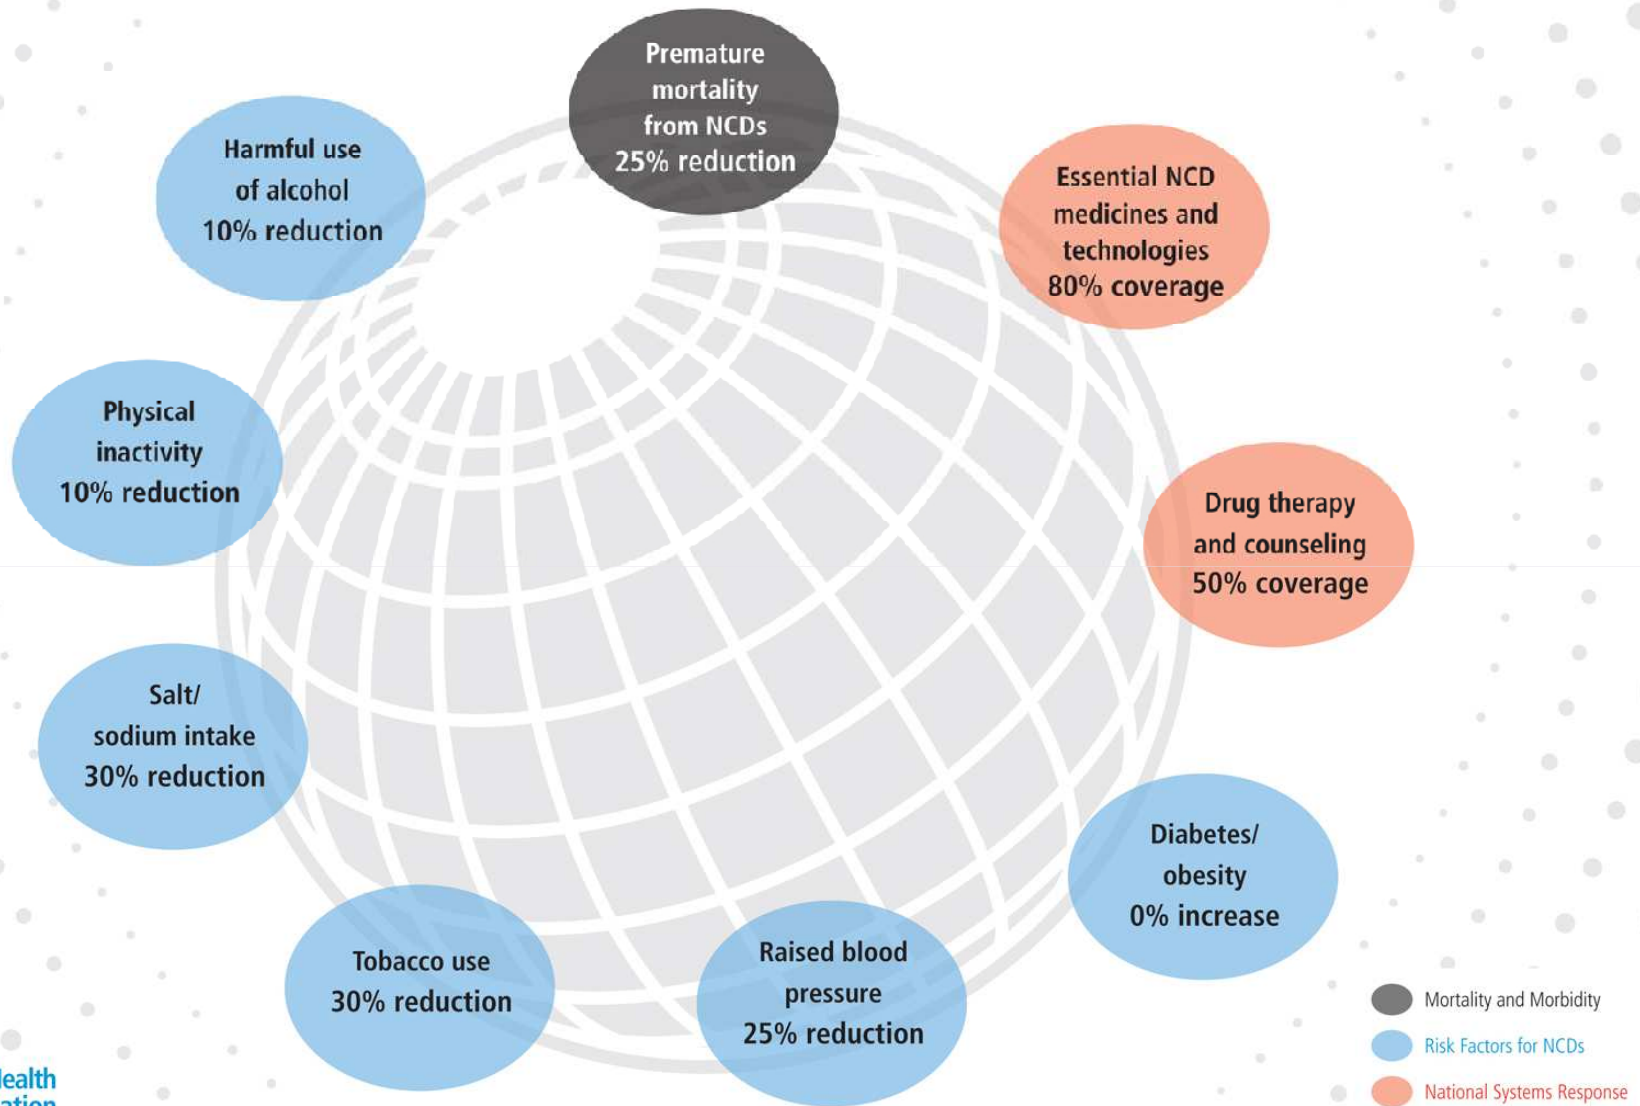 Premature
mortality
from NCDs
25% reduction
Harmful use
of alcohol
10% reduction
Essential NCD
medicines and
technologies
80% coverage
Physical
inactivity
10% reduction
Drug therapy
and counseling
50% coverage
Salt/
sodium intake
30% reduction
Diabetes/
obesity
0% increase
Tobacco use
30% reduction
Raised blood
pressure
25% reduction
Mortality and Morbidity
Risk Factors for NCDs
National Systems Response